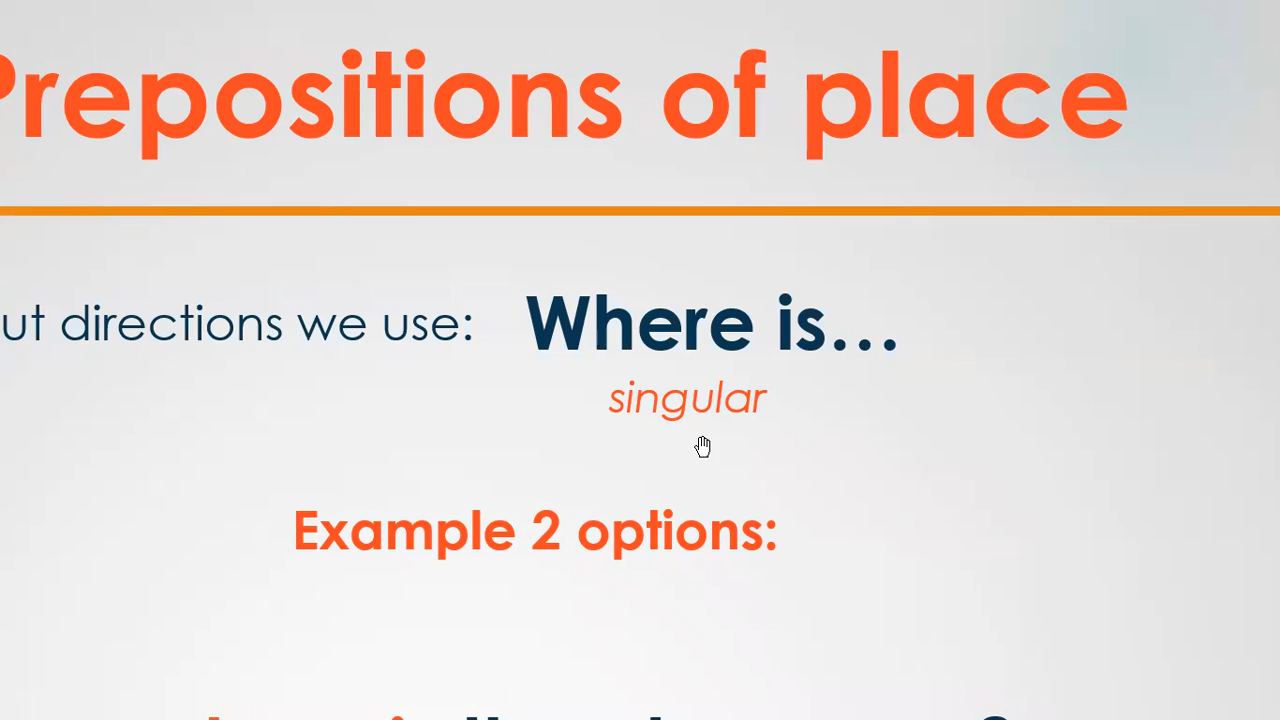 Prepositions of place
ut directions we use: Where is...
singular
Example 2 options: